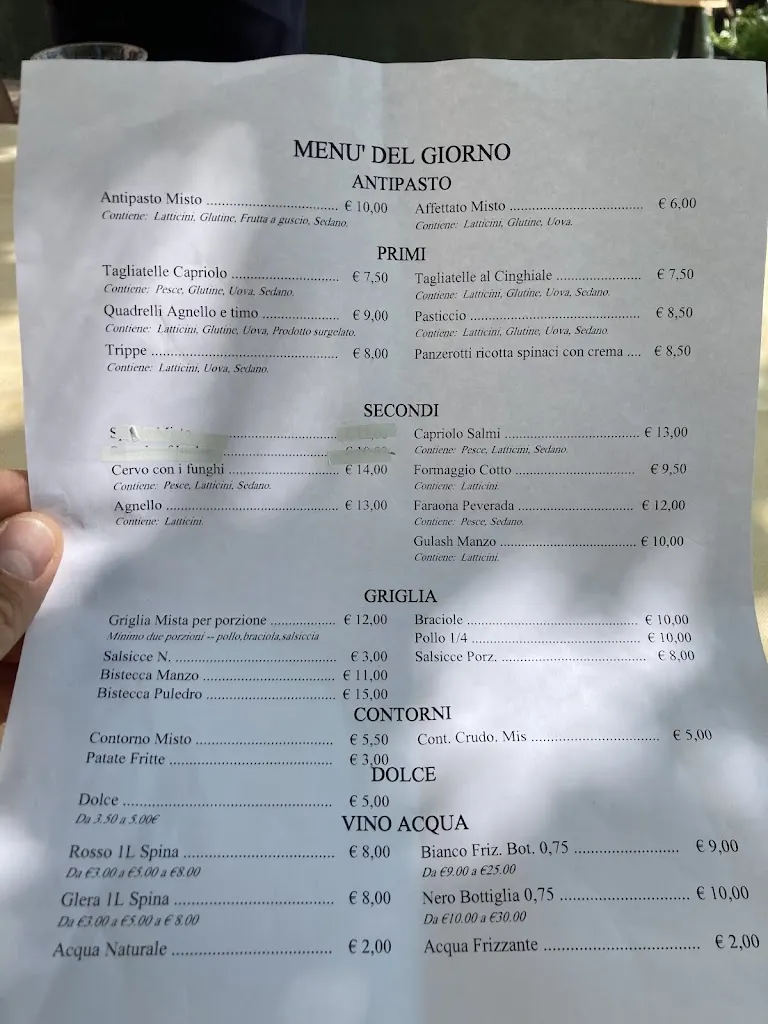 MENU' DEL GIORNO
ANTIPASTO
Antipasto Misto .................................. € 10,00
Contiene: Latticini, Glutine, Frutta a guscio, Sedano.
Affettato Misto .................................. € 6,00
Contiene: Latticini, Glutine, Uova.
PRIMI
Tagliatelle Capriolo ........................... € 7,50
Contiene: Pesce, Glutine, Uova, Sedano.
Tagliatelle al Cinghiale ...................... € 7,50
Contiene: Latticini, Glutine, Uova, Sedano.
Quadrelli Agnello e timo .................... € 9,00
Contiene: Latticini, Glutine, Uova, Prodotto surgelato.
Pasticcio ............................................ € 8,50
Contiene: Latticini, Glutine, Uova, Sedano.
Trippe ................................................ € 8,00
Contiene: Latticini, Uova, Sedano.
Panzerotti ricotta spinaci con crema .... € 8,50
SECONDI
Capriolo Salmi ................................... € 13,00
Contiene: Pesce, Latticini, Sedano.
Cervo con i funghi ............................ € 14,00
Contiene: Pesce, Latticini, Sedano.
Formaggio Cotto ............................... € 9,50
Contiene: Latticini.
Agnello ............................................. € 13,00
Contiene: Latticini.
Faraona Peverada ............................. € 12,00
Contiene: Pesce, Sedano.
Gulash Manzo ................................... € 10,00
Contiene: Latticini.
GRIGLIA
Griglia Mista per porzione ................. € 12,00
Minimo due porzioni -- pollo,braciola,salsiccia
Braciole ............................................ € 10,00
Pollo 1/4 ........................................... € 10,00
Salsicce N. ........................................ € 3,00
Salsicce Porz. .................................... € 8,00
Bistecca Manzo ................................. € 11,00
Bistecca Puledro ............................... € 15,00
CONTORNI
Contorno Misto ................................. € 5,50
Cont. Crudo. Mis ............................... € 5,00
Patate Fritte ...................................... € 3,00
DOLCE
Dolce ................................................. € 5,00
Da 3.50 a 5.00€
VINO ACQUA
Rosso 1L Spina ................................. € 8,00
Da €3.00 a €5.00 a €8.00
Bianco Friz. Bot. 0,75 ....................... € 9,00
Da €9.00 a €25.00
Glera 1L Spina .................................. € 8,00
Da €3.00 a €5.00 a € 8.00
Nero Bottiglia 0,75 ............................ € 10,00
Da €10.00 a €30.00
Acqua Naturale ................................. € 2,00
Acqua Frizzante ................................ € 2,00